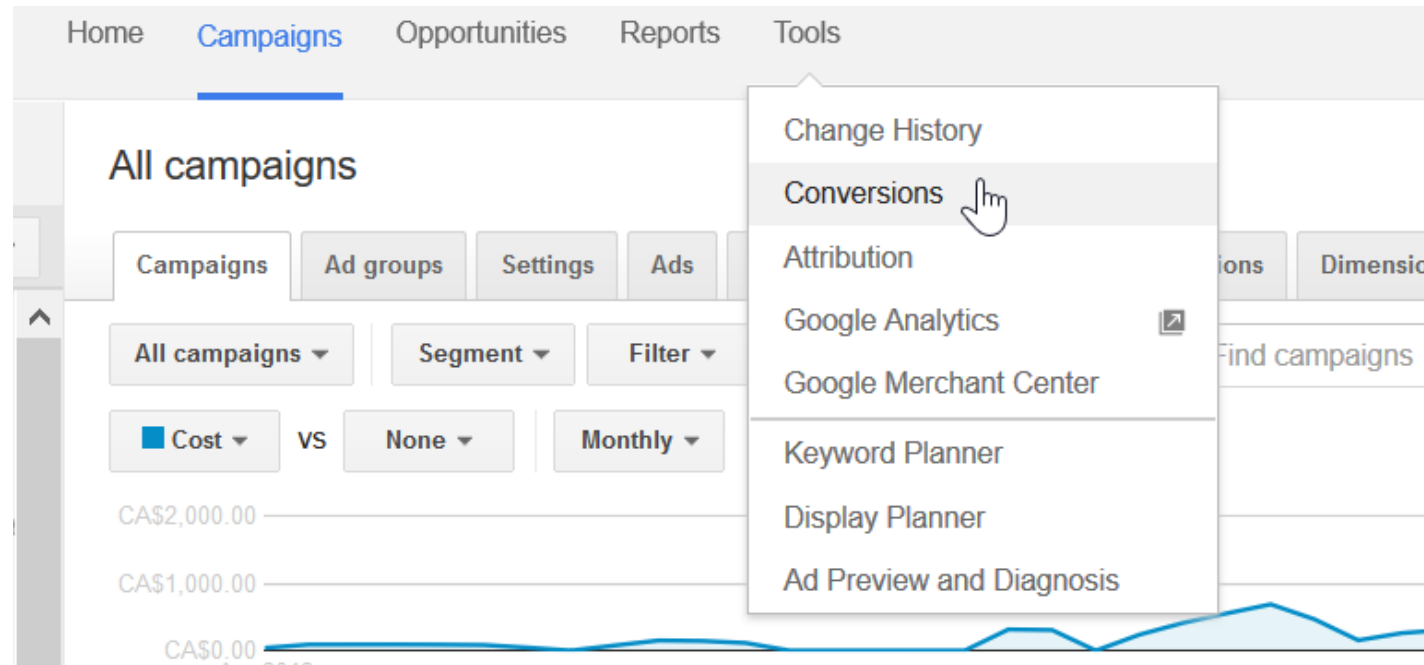 Home Campaigns Opportunities Reports Tools
Change History
All campaigns
Conversions
Attribution
Campaigns Ad groups Settings Ads ions Dimensio
Google Analytics
All campaigns Segment Filter Find campaigns
Google Merchant Center
Cost VS None Monthly
Keyword Planner
CA$2,000.00
Display Planner
CA$1,000.00
Ad Preview and Diagnosis
CA$0.00